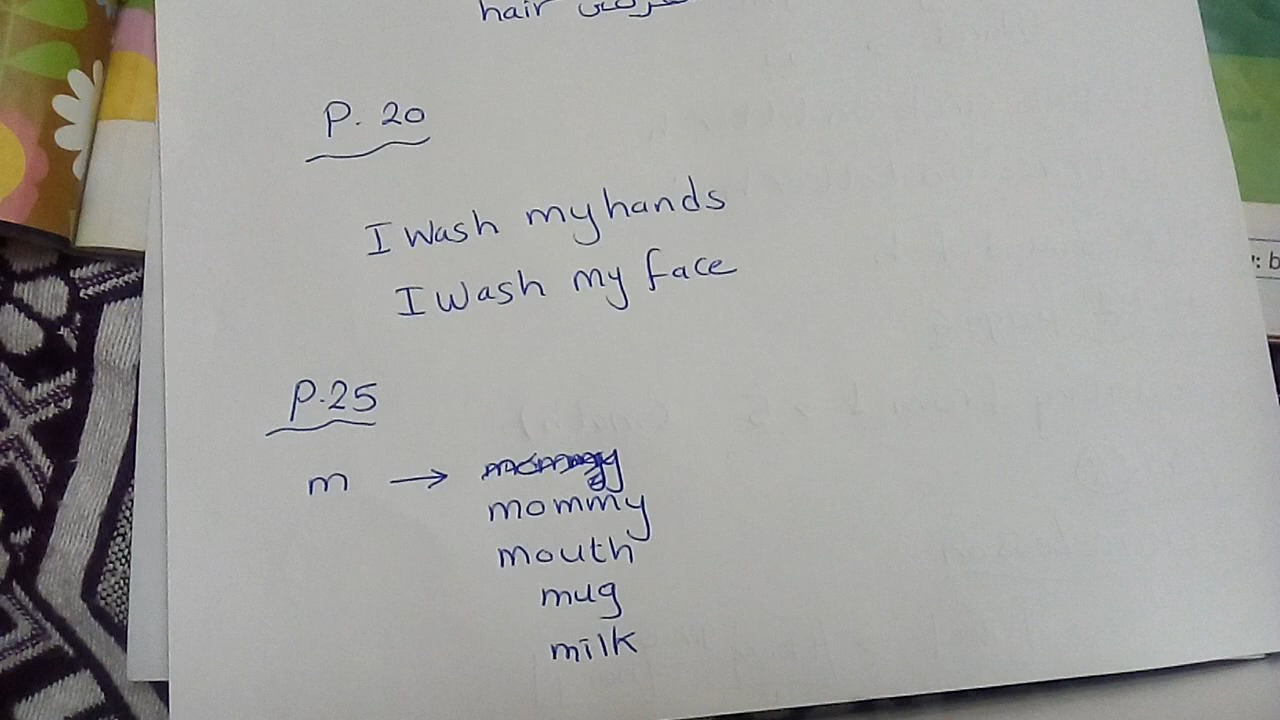 hair
P. 20
I wash my hands
I wash my face
P.25
m →
mommy
mouth
mug
milk